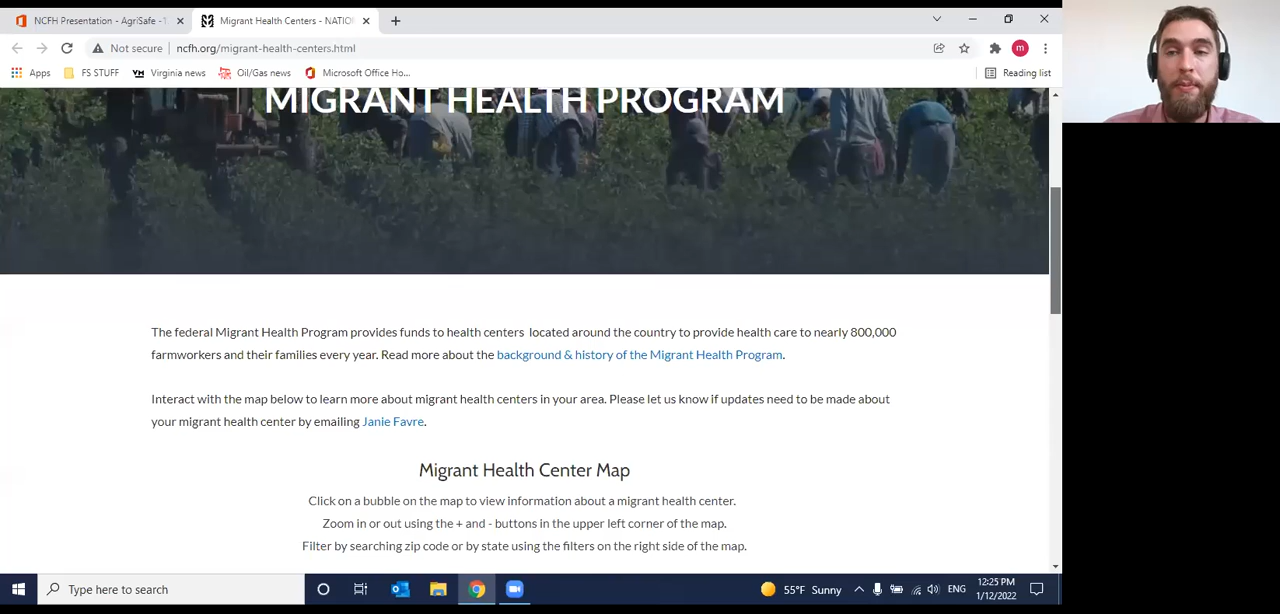 NCFH Presentation - AgriSafe -1
Migrant Health Centers - NATIO
Not secure
ncfh.org/migrant-health-centers.html
m
Apps
FS STUFF
Virginia news
Oil/Gas news
Microsoft Office Ho...
Reading list
MIGRANT HEALTH PROGRAM
The federal Migrant Health Program provides funds to health centers located around the country to provide health care to nearly 800,000
farmworkers and their families every year. Read more about the background & history of the Migrant Health Program.
Interact with the map below to learn more about migrant health centers in your area. Please let us know if updates need to be made about
your migrant health center by emailing Janie Favre.
Migrant Health Center Map
Click on a bubble on the map to view information about a migrant health center.
Zoom in or out using the + and - buttons in the upper left corner of the map.
Filter by searching zip code or by state using the filters on the right side of the map.
Type here to search
55°F Sunny
ENG
12:25 PM
1/12/2022